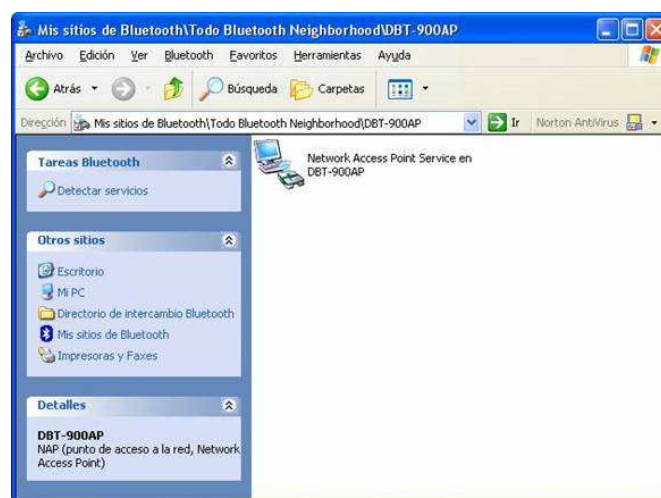 Mis sitios de Bluetooth\Todo Bluetooth Neighborhood\DBT-900AP
Archivo Edición Ver Bluetooth Favoritos Herramientas Ayuda
Atrás Búsqueda Carpetas
Dirección Mis sitios de Bluetooth\Todo Bluetooth Neighborhood\DBT-900AP Ir Norton AntiVirus
Tareas Bluetooth
Detectar servicios
Otros sitios
Escritorio
Mi PC
Directorio de intercambio Bluetooth
Mis sitios de Bluetooth
Impresoras y Faxes
Detalles
DBT-900AP
NAP (punto de acceso a la red, Network
Access Point)
Network Access Point Service en
DBT-900AP